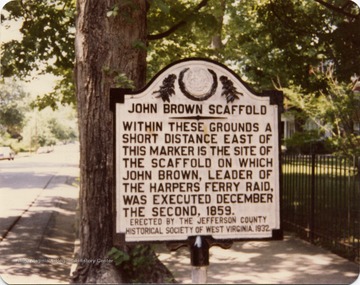 JOHN BROWN SCAFFOLD
WITHIN THESE GROUNDS A
SHORT DISTANCE EAST OF
THIS MARKER IS THE SITE OF
THE SCAFFOLD ON WHICH
JOHN BROWN, LEADER OF
THE HARPERS FERRY RAID,
WAS EXECUTED DECEMBER
THE SECOND, 1859.
ERECTED BY THE JEFFERSON COUNTY
HISTORICAL SOCIETY OF WEST VIRGINIA, 1932.